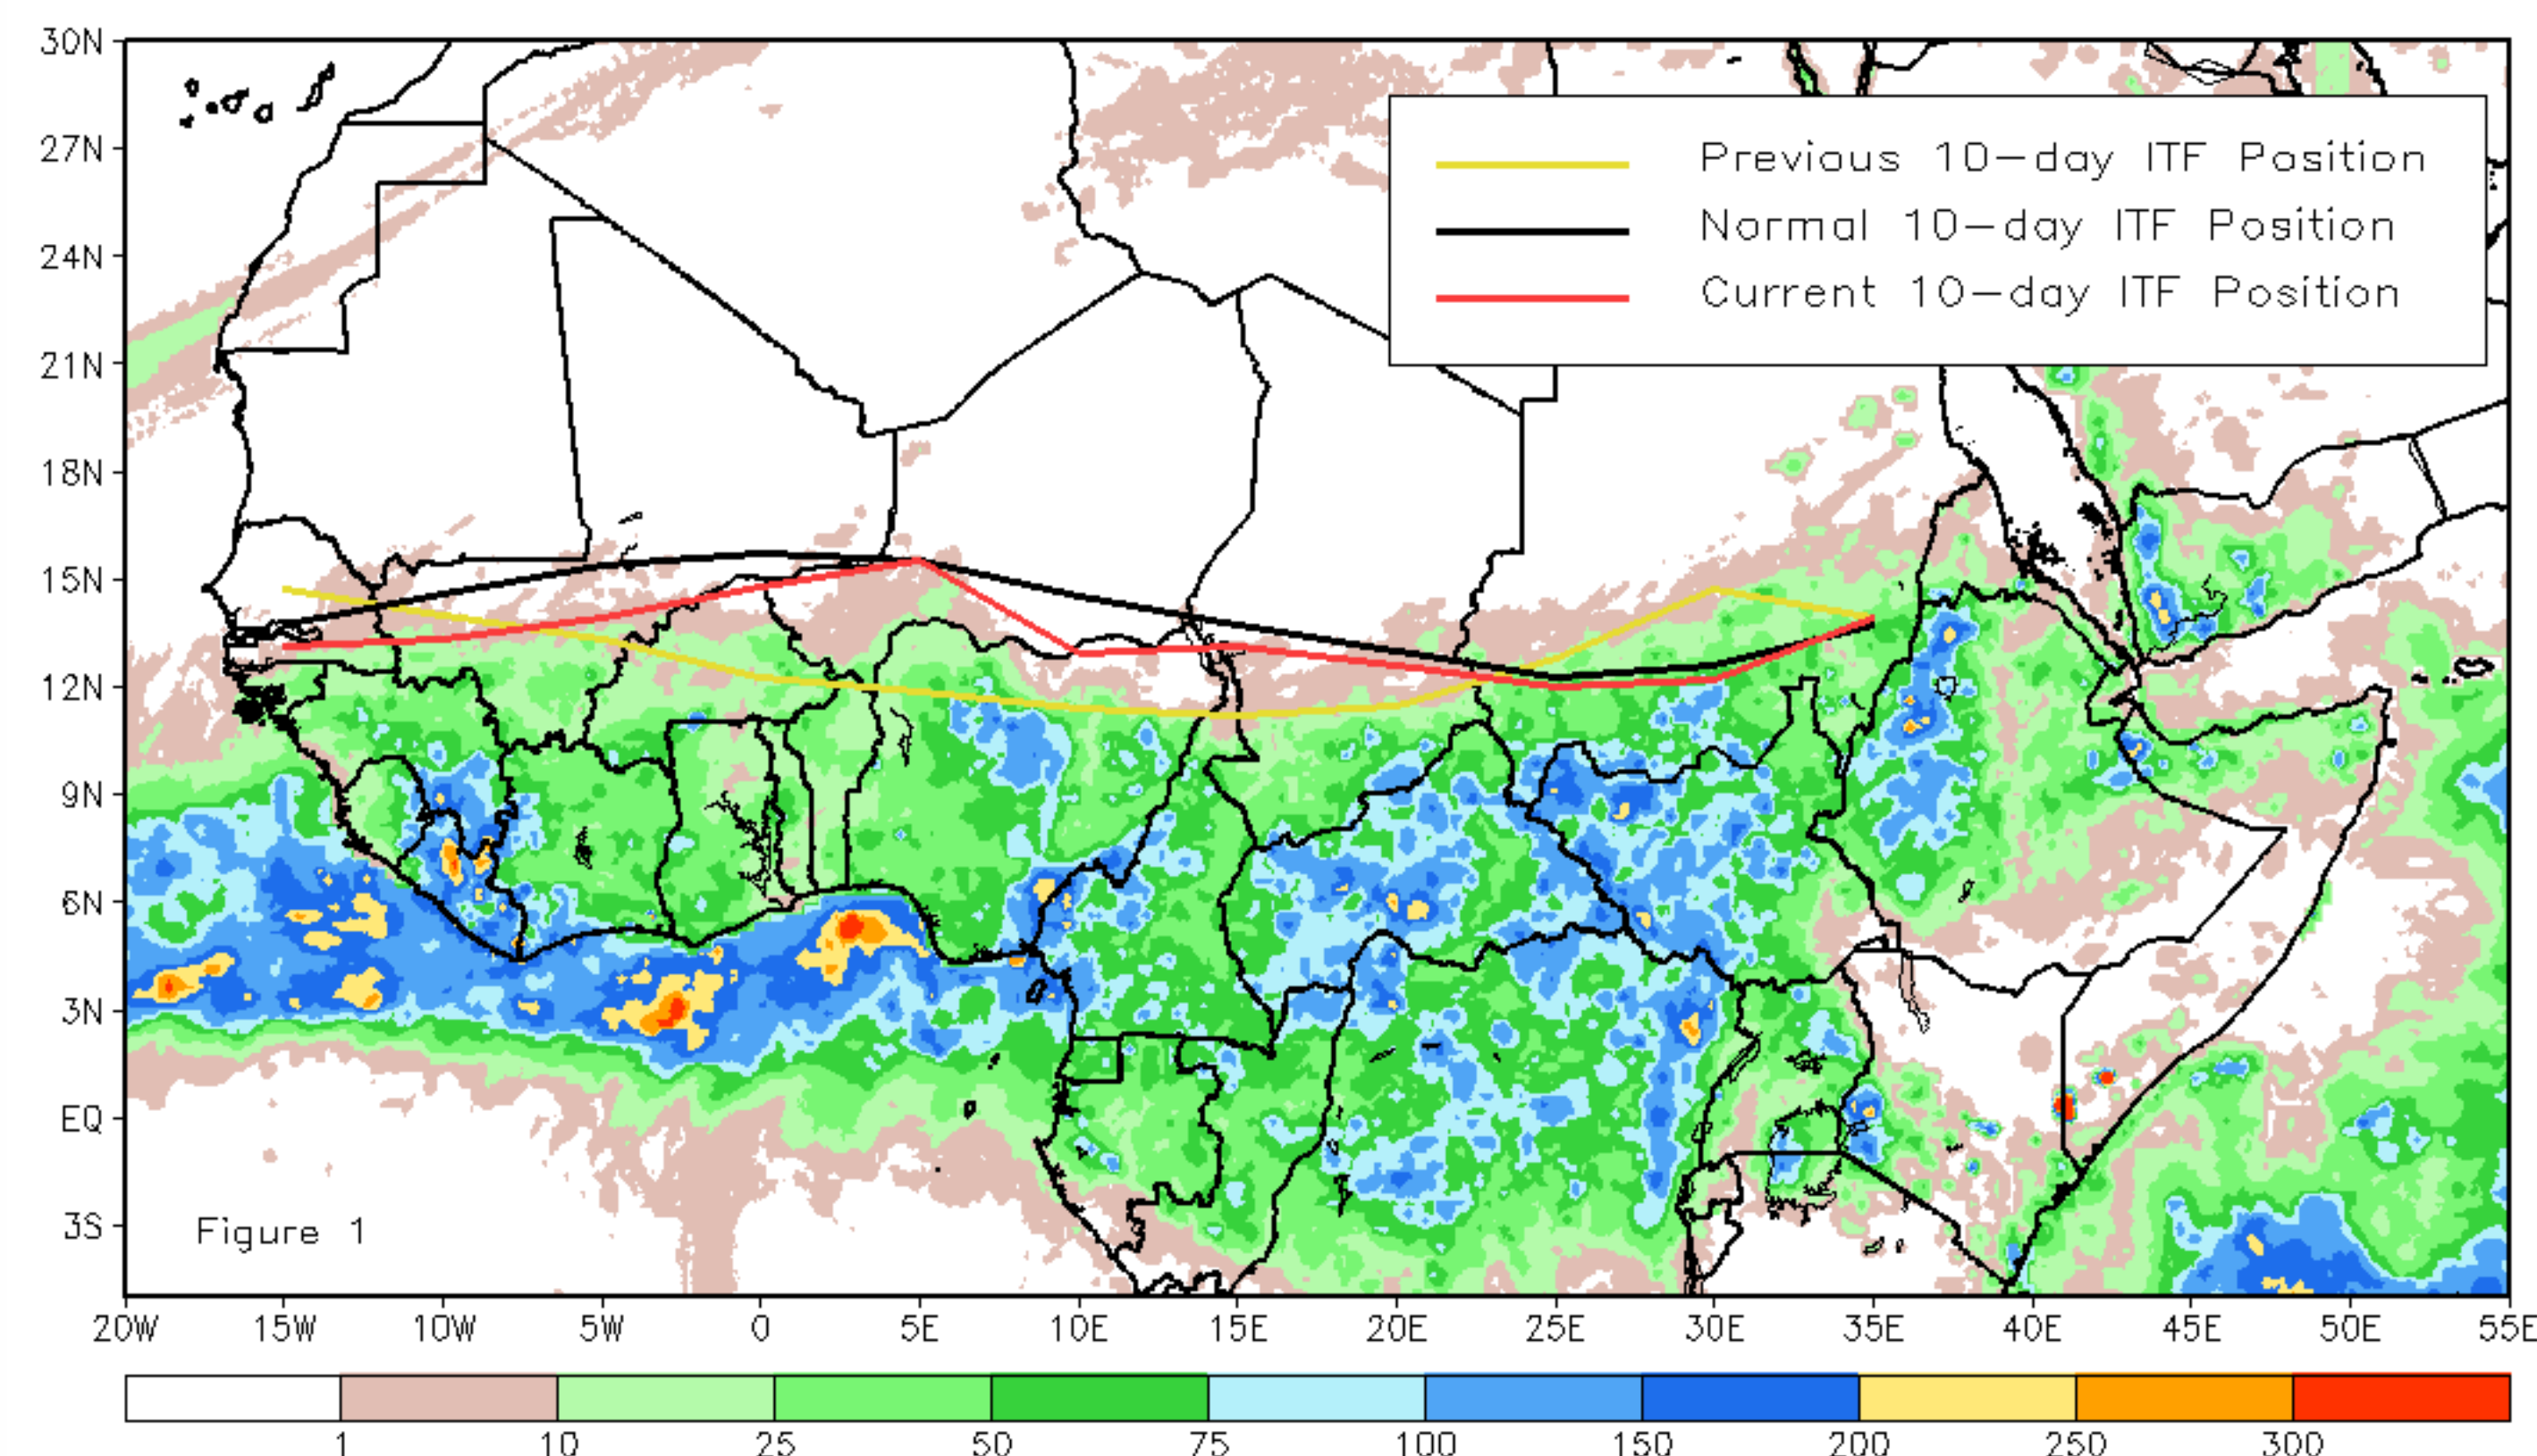 30N
27N
24N
21N
18N
15N
12N
9N
6N
3N
EQ
3S
Previous 10-day ITF Position
Normal 10-day ITF Position
Current 10-day ITF Position
Figure 1
20W 15W 10W 5W 0 5E 10E 15E 20E 25E 30E 35E 40E 45E 50E 55E
1 10 25 50 75 100 150 200 250 300